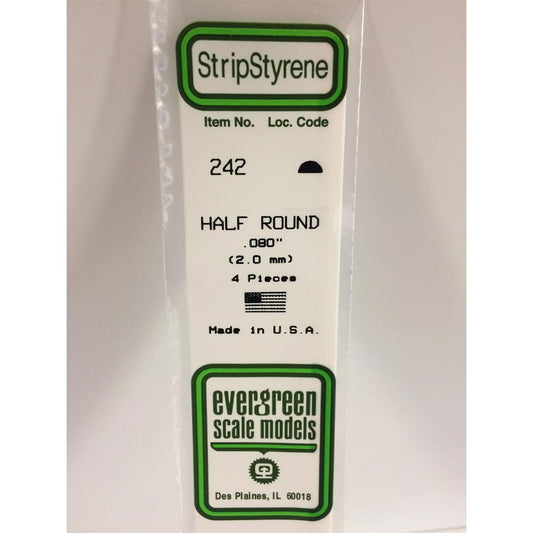 StripStyrene
Item No. Loc. Code
242
HALF ROUND
.080"
(2.0 mm)
4 Pieces
Made in U.S.A.
evergreen
scale models
Des Plaines, IL 60018